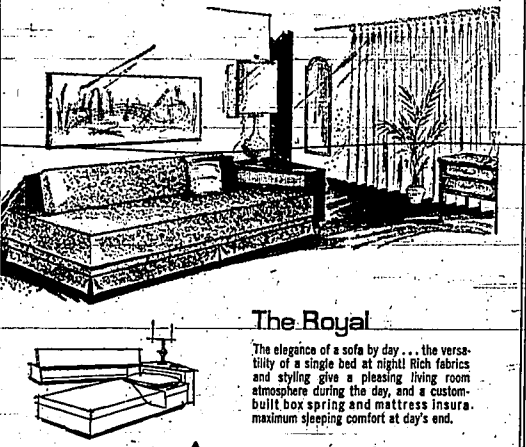 The Royal
The elegance of a sofa by day . . . the versa-
tility of a single bed at night! Rich fabrics
and styling give a pleasing living room
atmosphere during the day, and a custom-
built box spring and mattress insura
maximum sleeping comfort at day's end.